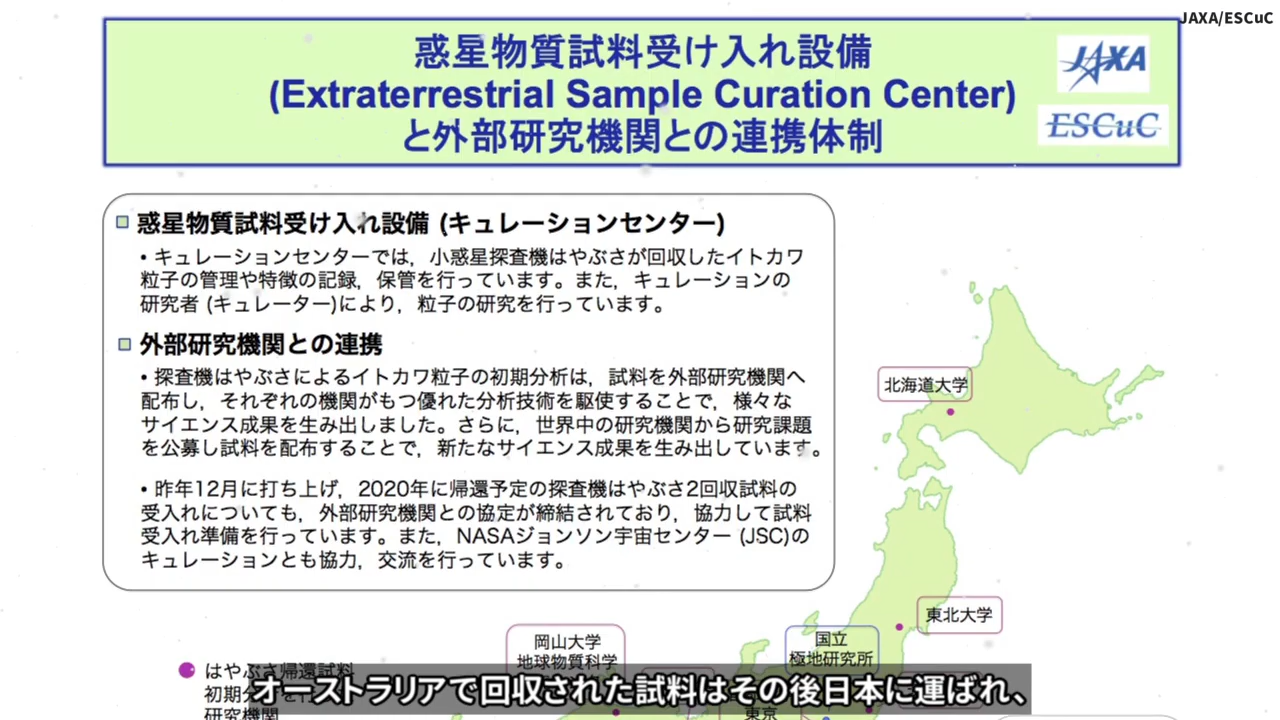 JAXA/ESCuC
惑星物質試料受け入れ設備
(Extraterrestrial Sample Curation Center)
と外部研究機関との連携体制
JAXA
ESCuC
惑星物質試料受け入れ設備 (キュレーションセンター)
・キュレーションセンターでは，小惑星探査機はやぶさが回収したイトカワ
粒子の管理や特徴の記録，保管を行っています。また，キュレーションの
研究者 (キュレーター)により，粒子の研究を行っています。
外部研究機関との連携
・探査機はやぶさによるイトカワ粒子の初期分析は，試料を外部研究機関へ
配布し，それぞれの機関がもつ優れた分析技術を駆使することで，様々な
サイエンス成果を生み出しました。さらに，世界中の研究機関から研究課題
を公募し試料を配布することで，新たなサイエンス成果を生み出しています。
・昨年12月に打ち上げ，2020年に帰還予定の探査機はやぶさ2回収試料の
受入れについても，外部研究機関との協定が締結されており，協力して試料
受入れ準備を行っています。また，NASAジョンソン宇宙センター (JSC)の
キュレーションとも協力，交流を行っています。
北海道大学
東北大学
国立
極地研究所
岡山大学
地球物質科学
はやぶさ帰還試料
初期分
研究機関
東京
オーストラリアで回収された試料はその後日本に運ばれ、